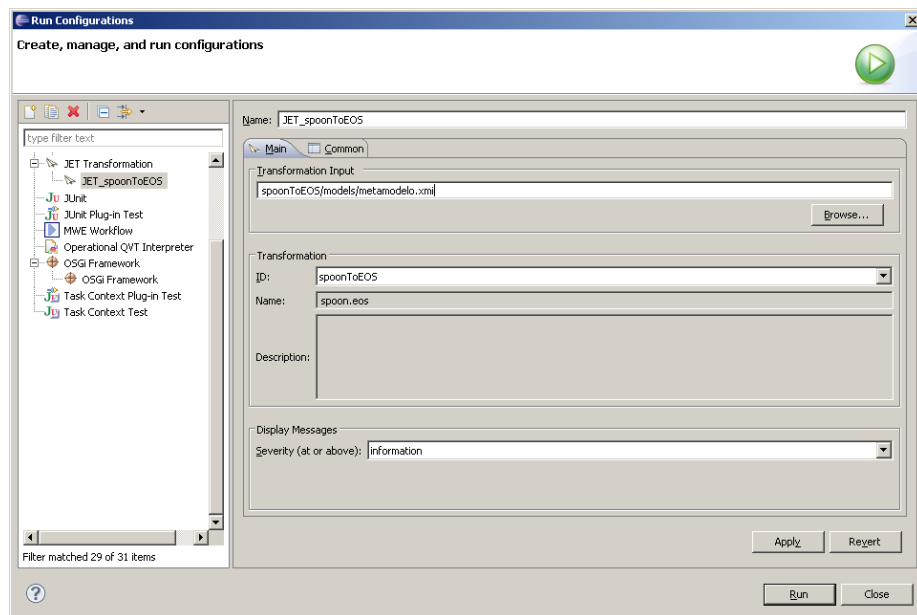 Run Configurations
Create, manage, and run configurations
type filter text
JET Transformation
JET_spoonToEOS
Ju JUnit
JUnit Plug-in Test
MWE Workflow
Operational QVT Interpreter
OSGi Framework
OSGi Framework
Task Context Plug-in Test
Task Context Test
Filter matched 29 of 31 items
Name: JET_spoonToEOS
Main Common
Transformation Input
spoonToEOS/models/metamodelo.xmi
Browse...
Transformation
ID: spoonToEOS
Name: spoon.eos
Description:
Display Messages
Severity (at or above): information
Apply Revert
? Run Close